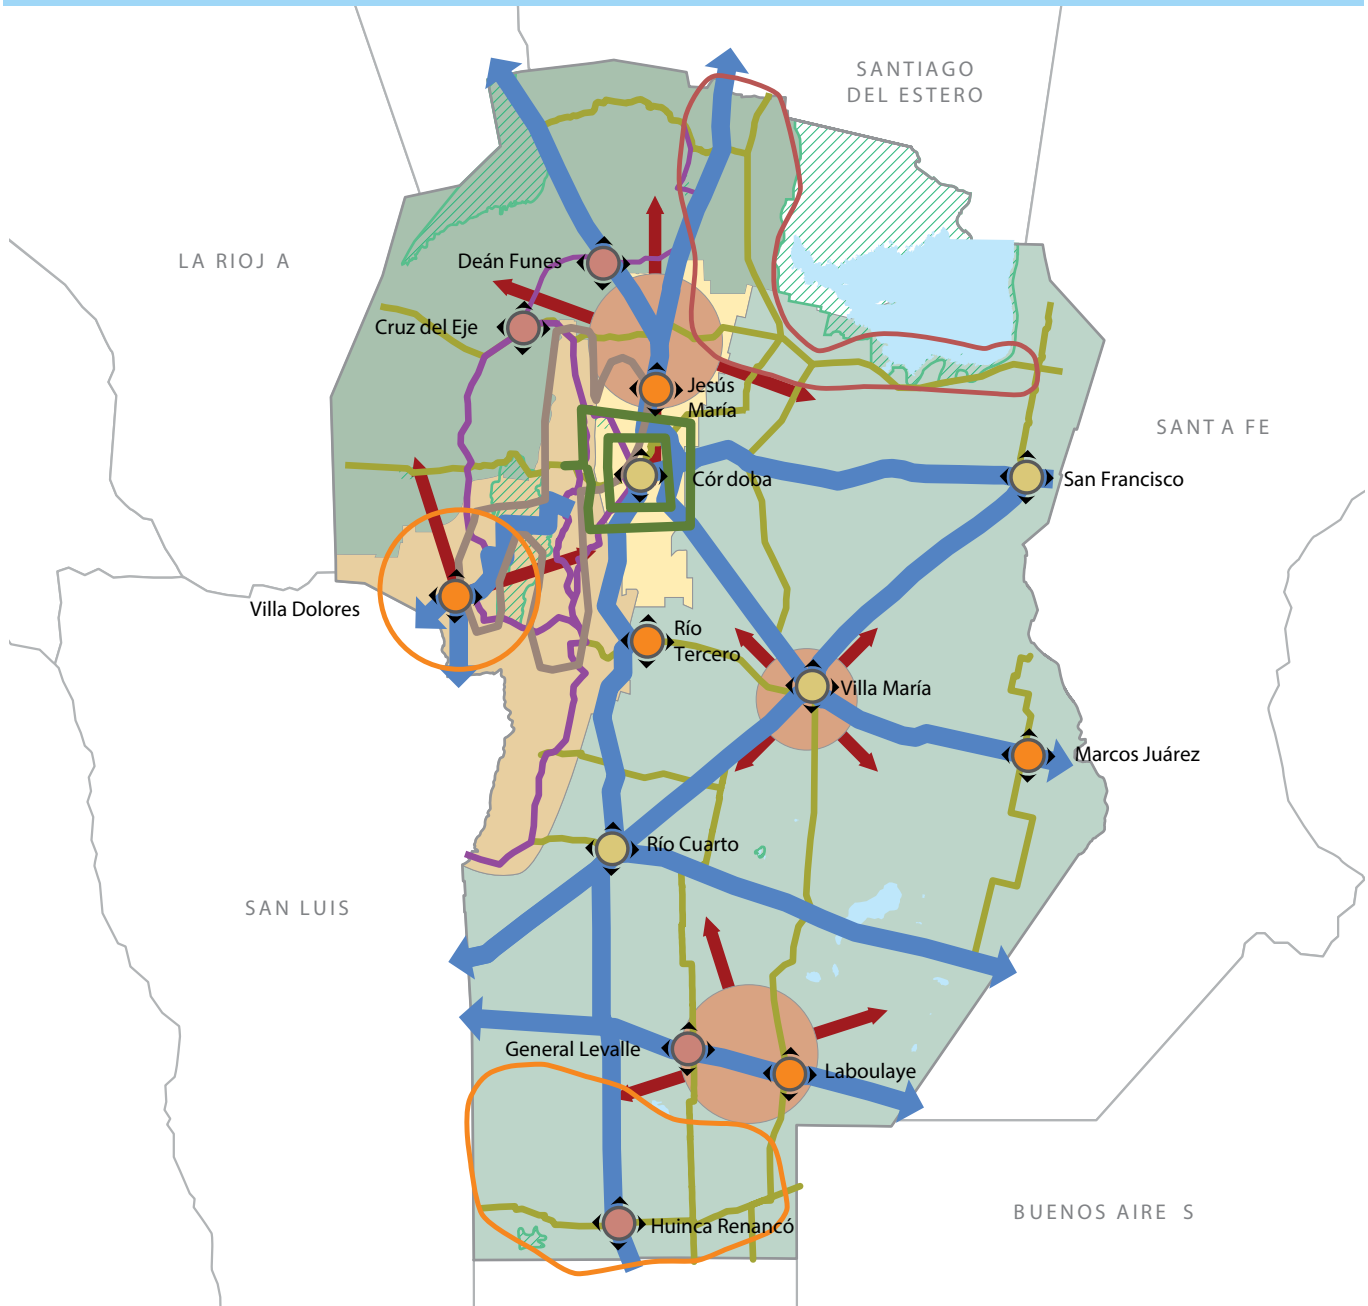 SANTIAGO
DEL ESTERO
LA RIOJ A
Deán Funes
Cruz del Eje
Jesús
María
SANT A FE
Cór doba
San Francisco
Villa Dolores
Río
Tercero
Villa María
Marcos Juárez
Río Cuarto
SAN LUIS
General Levalle
Laboulaye
Huinca Renancó
BUENOS AIRE S